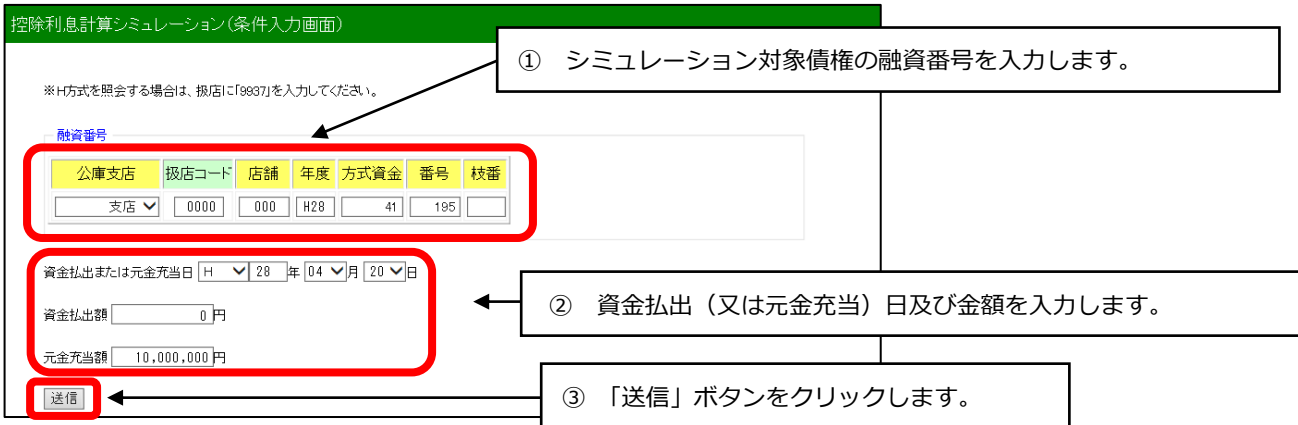 控除利息計算シミュレーション(条件入力画面)
① シミュレーション対象債権の融資番号を入力します。
※H方式を照会する場合は、扱店に「9937」を入力してください。
融資番号
公庫支店 扱店コード 店舗 年度 方式資金 番号 枝番
支店 0000 000 H28 41 195
資金払出または元金充当日 H 28 年 04 月 20 日
② 資金払出(又は元金充当)日及び金額を入力します。
資金払出額 0 円
元金充当額 10,000,000 円
③ 「送信」ボタンをクリックします。
送信